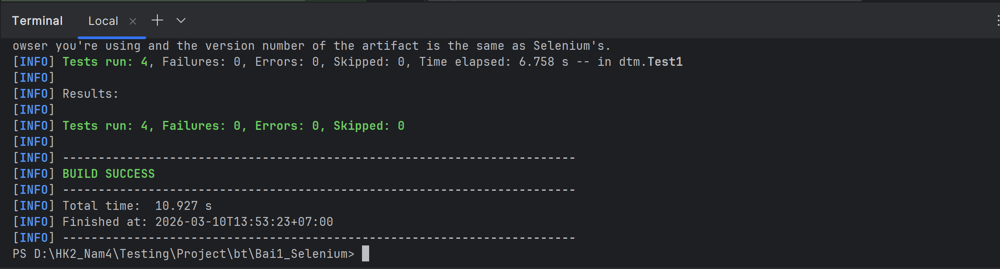 Terminal Local
owser you're using and the version number of the artifact is the same as Selenium's.
[INFO] Tests run: 4, Failures: 0, Errors: 0, Skipped: 0, Time elapsed: 6.758 s -- in dtm.Test1
[INFO]
[INFO] Results:
[INFO]
[INFO] Tests run: 4, Failures: 0, Errors: 0, Skipped: 0
[INFO]
[INFO] ------------------------------------------------------------------------
[INFO] BUILD SUCCESS
[INFO] ------------------------------------------------------------------------
[INFO] Total time:  10.927 s
[INFO] Finished at: 2026-03-10T13:53:23+07:00
[INFO] ------------------------------------------------------------------------
PS D:\HK2_Nam4\Testing\Project\bt\Bai1_Selenium>